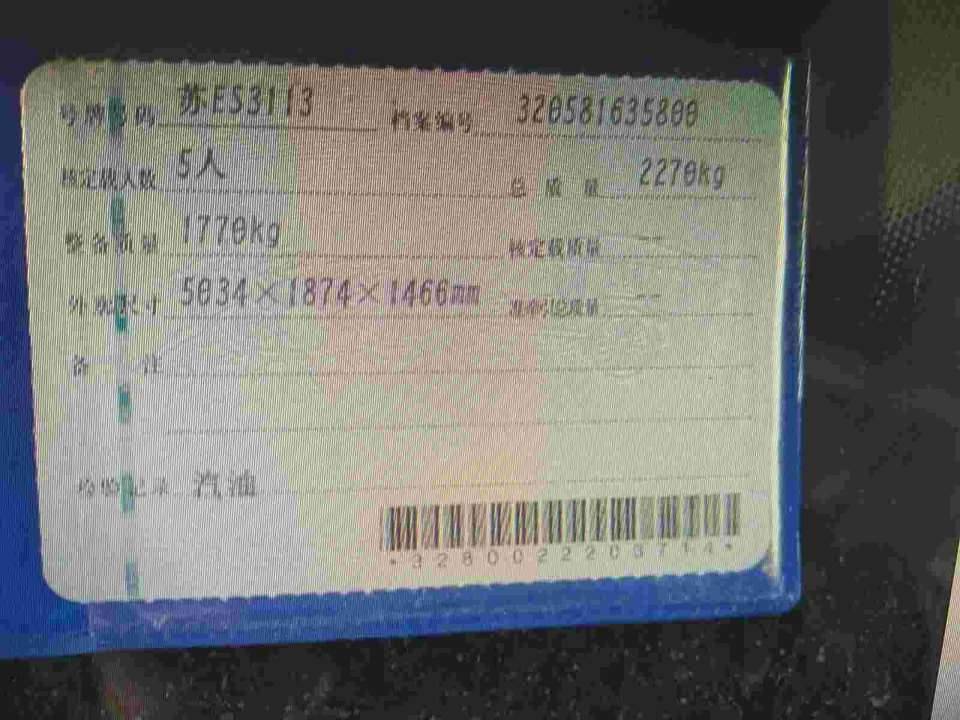 号牌号码 苏ES3113 档案编号 320581635800
核定载人数 5人 总质量 2270kg
整备质量 1770kg 核定载质量 --
外廓尺寸 5034×1874×1466mm 准牵引总质量 --
备注
检验记录 汽油
*3280022203714*